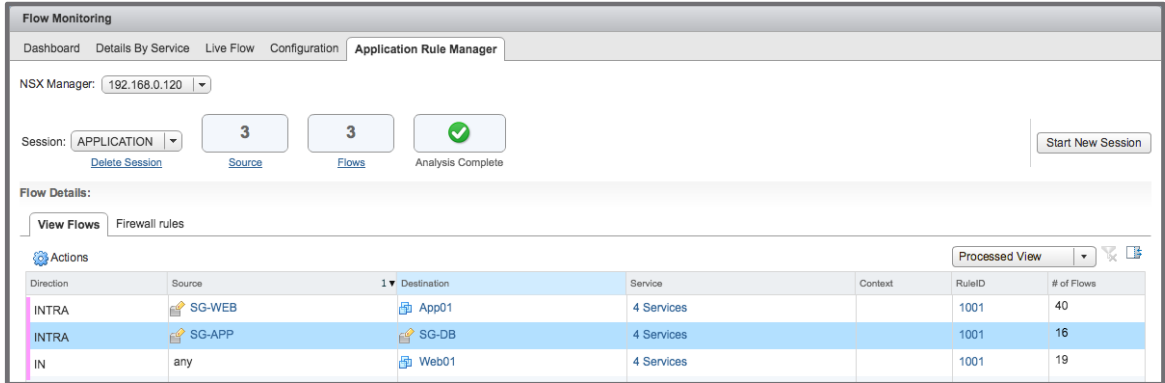 Flow Monitoring
Dashboard Details By Service Live Flow Configuration Application Rule Manager
NSX Manager: 192.168.0.120
Session: APPLICATION 3 3
Delete Session Source Flows Analysis Complete Start New Session
Flow Details:
View Flows Firewall rules
Actions Processed View
Direction Source 1 Destination Service Context RuleID # of Flows
INTRA SG-WEB App01 4 Services 1001 40
INTRA SG-APP SG-DB 4 Services 1001 16
IN any Web01 4 Services 1001 19